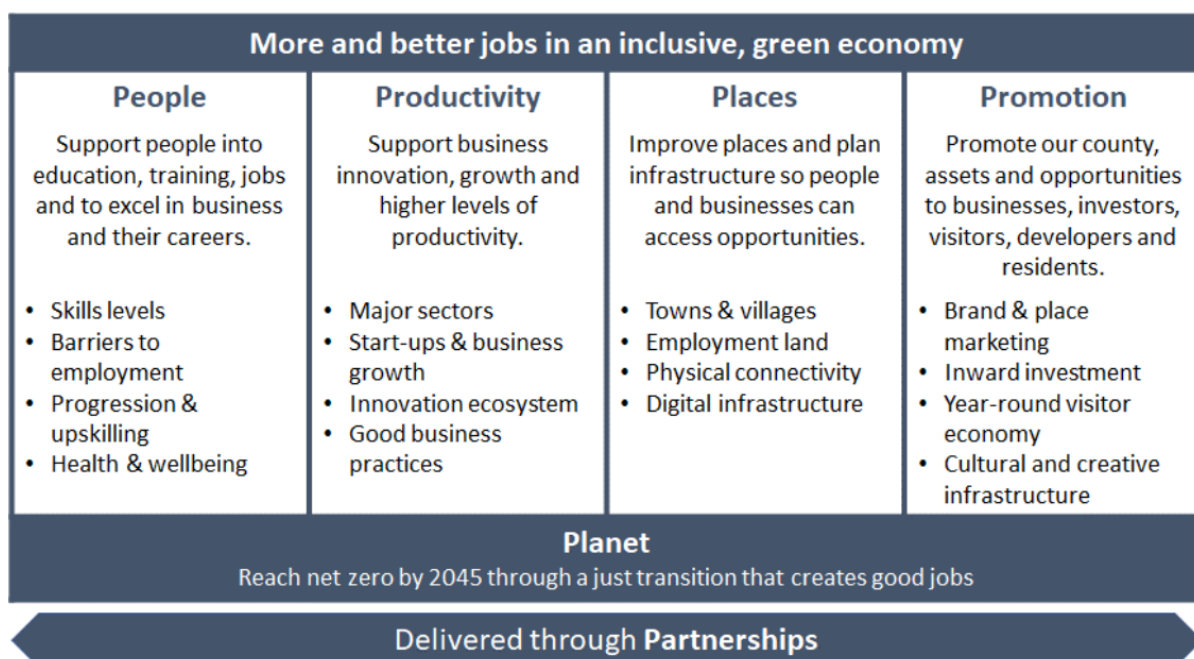 More and better jobs in an inclusive, green economy
People
Support people into
education, training, jobs
and to excel in business
and their careers.
• Skills levels
• Barriers to
employment
• Progression &
upskilling
• Health & wellbeing
Productivity
Support business
innovation, growth and
higher levels of
productivity.
• Major sectors
• Start-ups & business
growth
• Innovation ecosystem
• Good business
practices
Places
Improve places and plan
infrastructure so people
and businesses can
access opportunities.
• Towns & villages
• Employment land
• Physical connectivity
• Digital infrastructure
Promotion
Promote our county,
assets and opportunities
to businesses, investors,
visitors, developers and
residents.
• Brand & place
marketing
• Inward investment
• Year-round visitor
economy
• Cultural and creative
infrastructure
Planet
Reach net zero by 2045 through a just transition that creates good jobs
Delivered through Partnerships